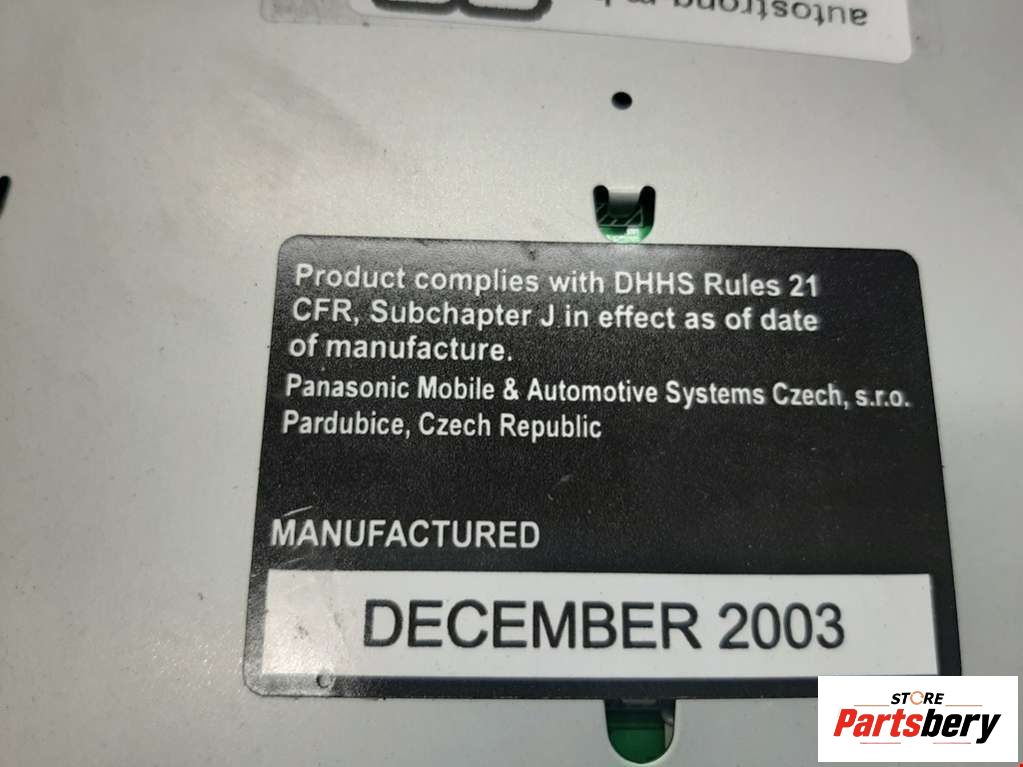 autostrong
Product complies with DHHS Rules 21
CFR, Subchapter J in effect as of date
of manufacture.
Panasonic Mobile & Automotive Systems Czech, s.r.o.
Pardubice, Czech Republic
MANUFACTURED
DECEMBER 2003
STORE
Partsbery